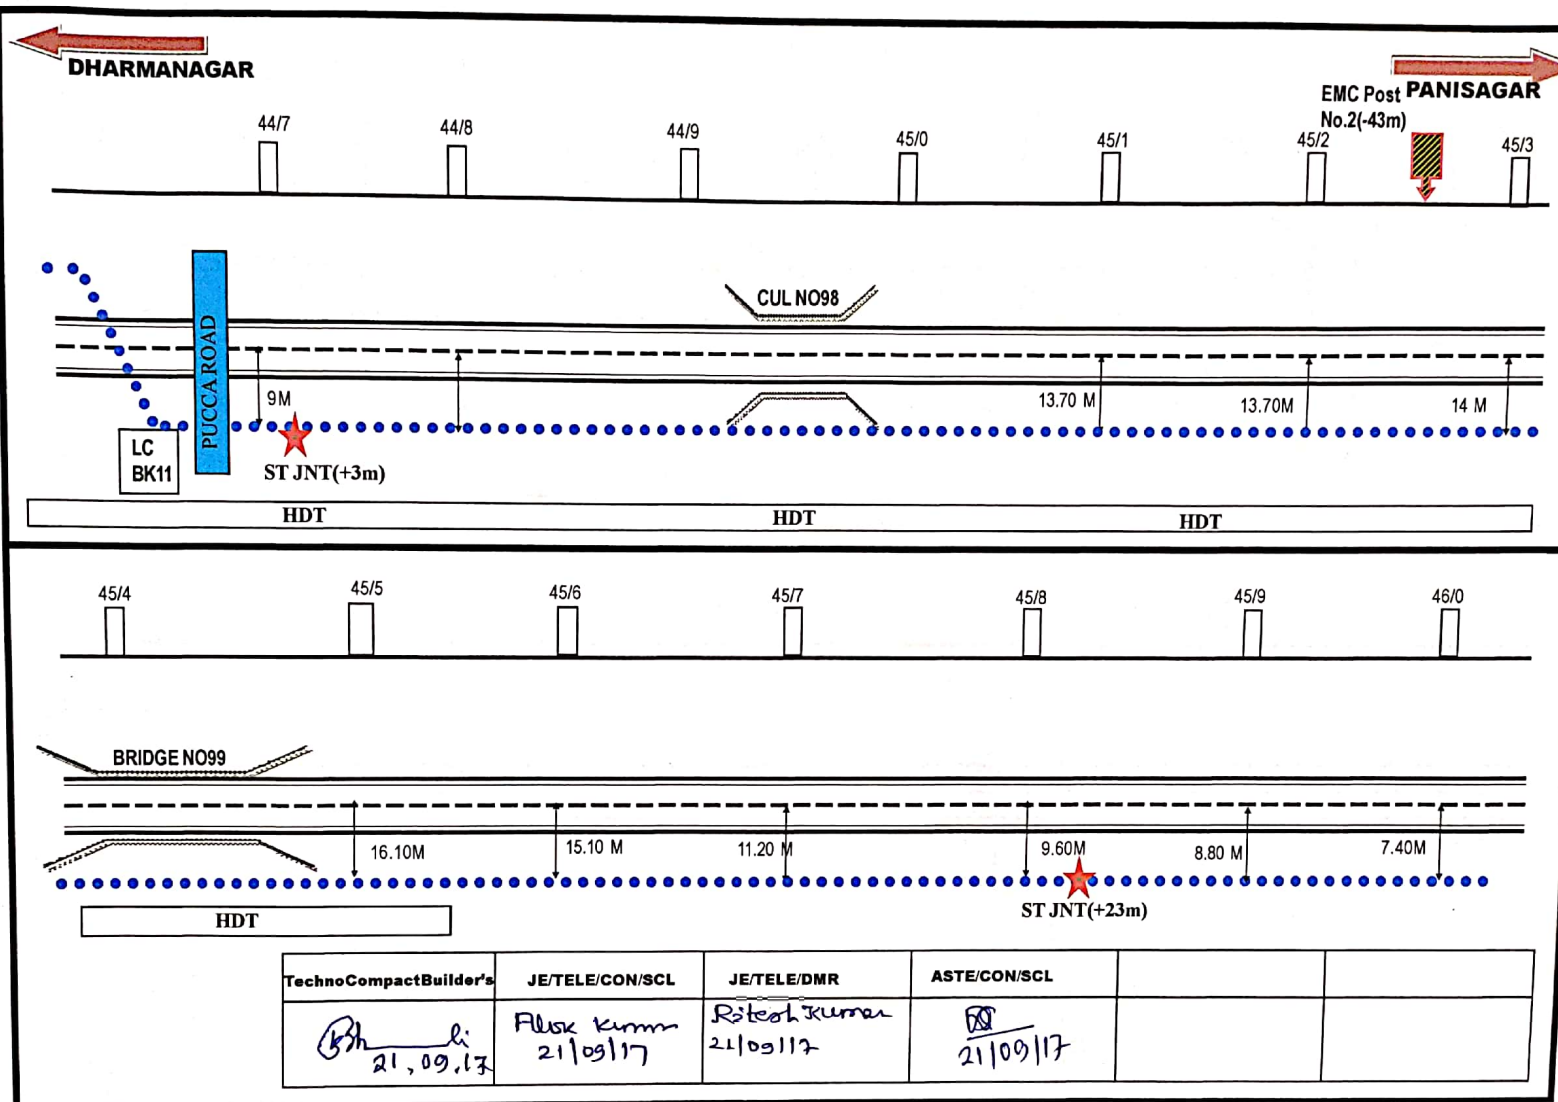 DHARMANAGAR
PANISAGAR
EMC Post
No.2(-43m)
44/7
44/8
44/9
45/0
45/1
45/2
45/3
PUCCA ROAD
CUL NO98
9M
13.70 M
13.70M
14 M
LC
BK11
ST JNT(+3m)
HDT
HDT
HDT
45/4
45/5
45/6
45/7
45/8
45/9
46/0
BRIDGE NO99
16.10M
15.10 M
11.20 M
9.60M
8.80 M
7.40M
ST JNT(+23m)
HDT
TechnoCompactBuilder's
JE/TELE/CON/SCL
JE/TELE/DMR
ASTE/CON/SCL
21,09,17
Alok Kumar
21/09/17
Ritesh Kumar
21/09/17
21/09/17